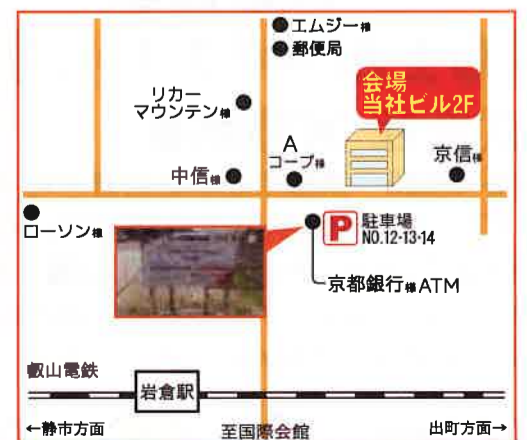 エムジー様
郵便局
会場
当社ビル2F
リカー
マウンテン様
A
コープ様
京信様
中信様
ローソン様
P
駐車場
NO.12-13-14
京都銀行様ATM
叡山電鉄
岩倉駅
←静市方面
至国際会館
出町方面→